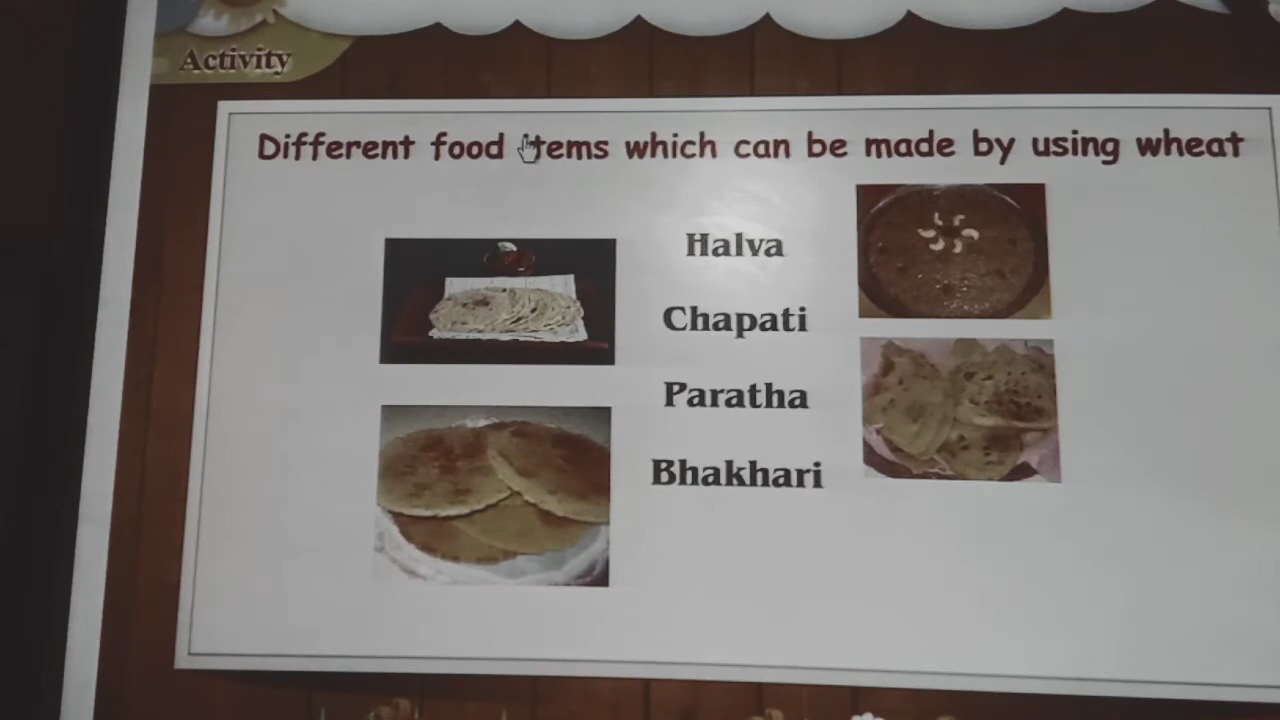 Activity
Different food items which can be made by using wheat
Halva
Chapati
Paratha
Bhakhari